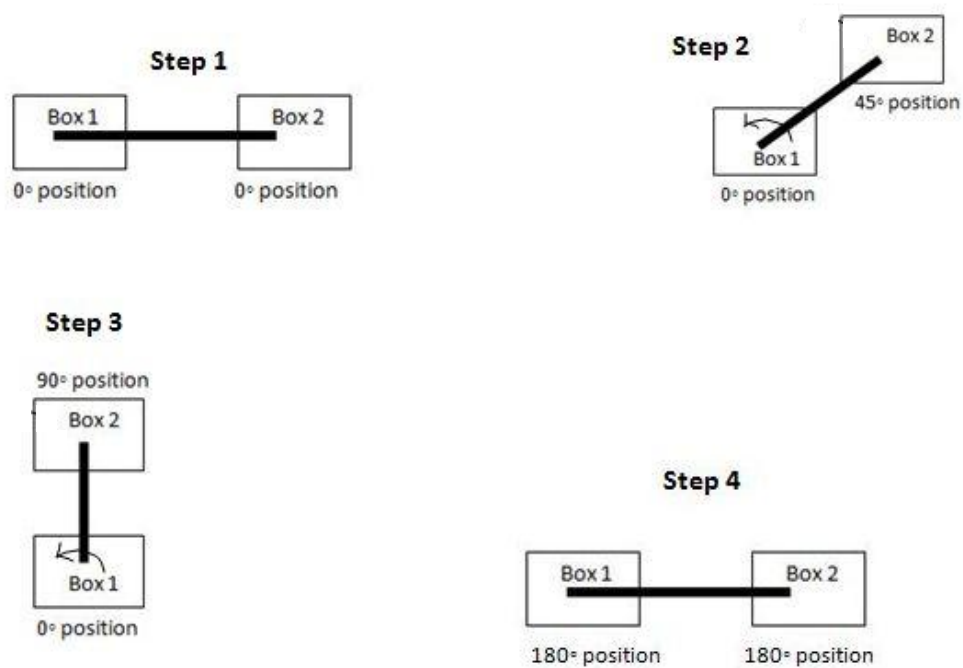 Step 1
Box 1
Box 2
0° position
0° position
Step 2
Box 2
45° position
Box 1
0° position
Step 3
90° position
Box 2
Box 1
0° position
Step 4
Box 1
Box 2
180° position
180° position